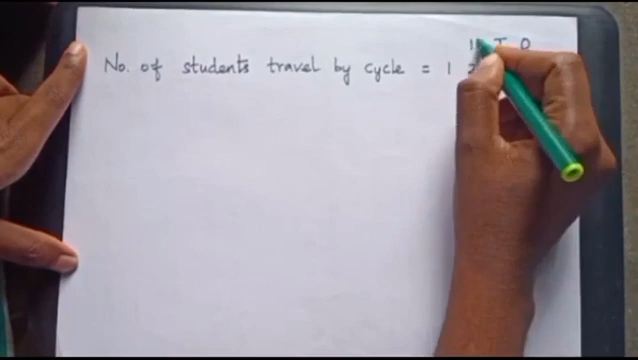 T O
No. of students travel by cycle = 1